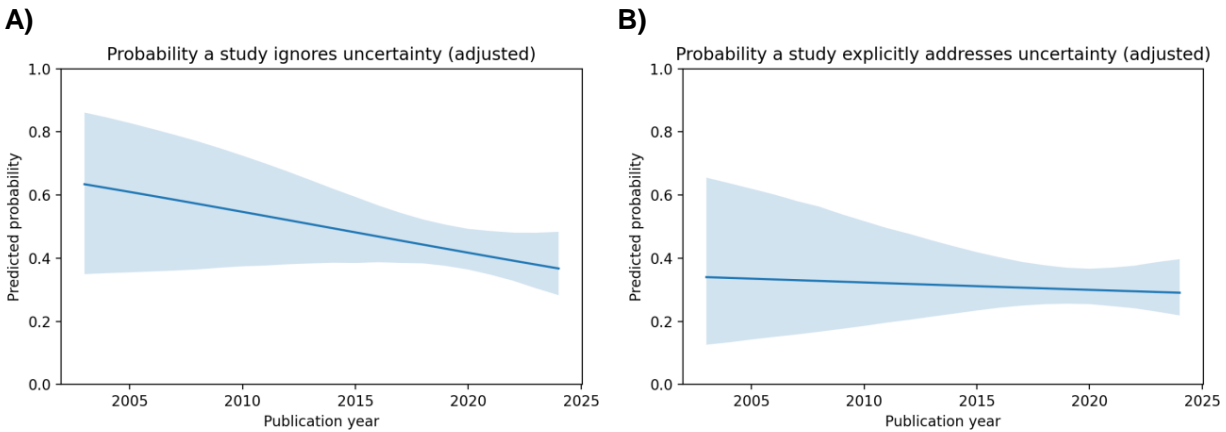 A)
Probability a study ignores uncertainty (adjusted)
1.0
0.8
0.6
0.4
0.2
0.0
Predicted probability
2005 2010 2015 2020 2025
Publication year
B)
Probability a study explicitly addresses uncertainty (adjusted)
1.0
0.8
0.6
0.4
0.2
0.0
Predicted probability
2005 2010 2015 2020 2025
Publication year